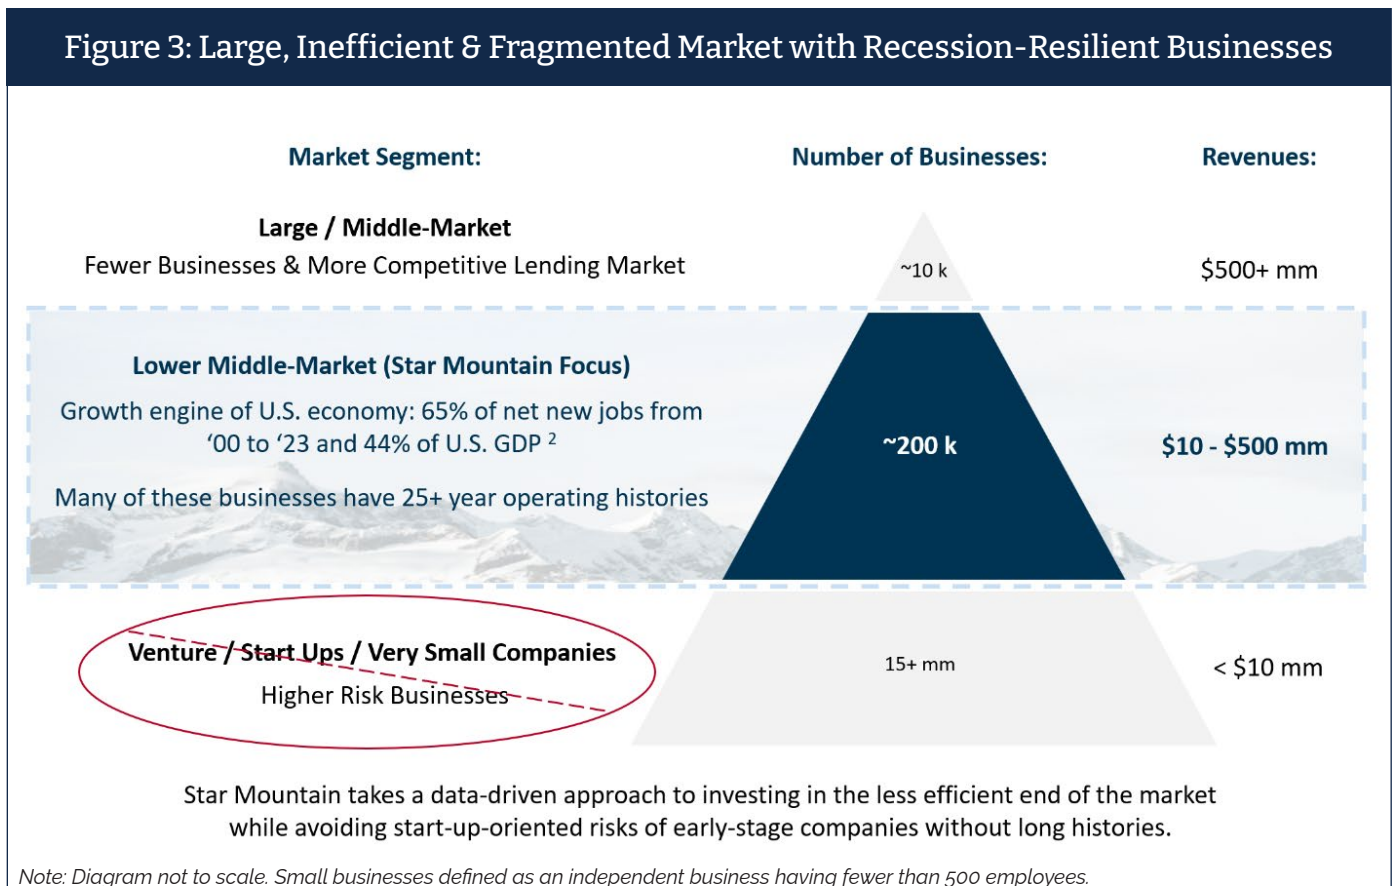 Figure 3: Large, Inefficient & Fragmented Market with Recession-Resilient Businesses
Market Segment:
Number of Businesses:
Revenues:
Large / Middle-Market
Fewer Businesses & More Competitive Lending Market
~10 k
$500+ mm
Lower Middle-Market (Star Mountain Focus)
Growth engine of U.S. economy: 65% of net new jobs from
‘00 to ‘23 and 44% of U.S. GDP ²
Many of these businesses have 25+ year operating histories
~200 k
$10 - $500 mm
Venture / Start Ups / Very Small Companies
Higher Risk Businesses
15+ mm
< $10 mm
Star Mountain takes a data-driven approach to investing in the less efficient end of the market
while avoiding start-up-oriented risks of early-stage companies without long histories.
Note: Diagram not to scale. Small businesses defined as an independent business having fewer than 500 employees.